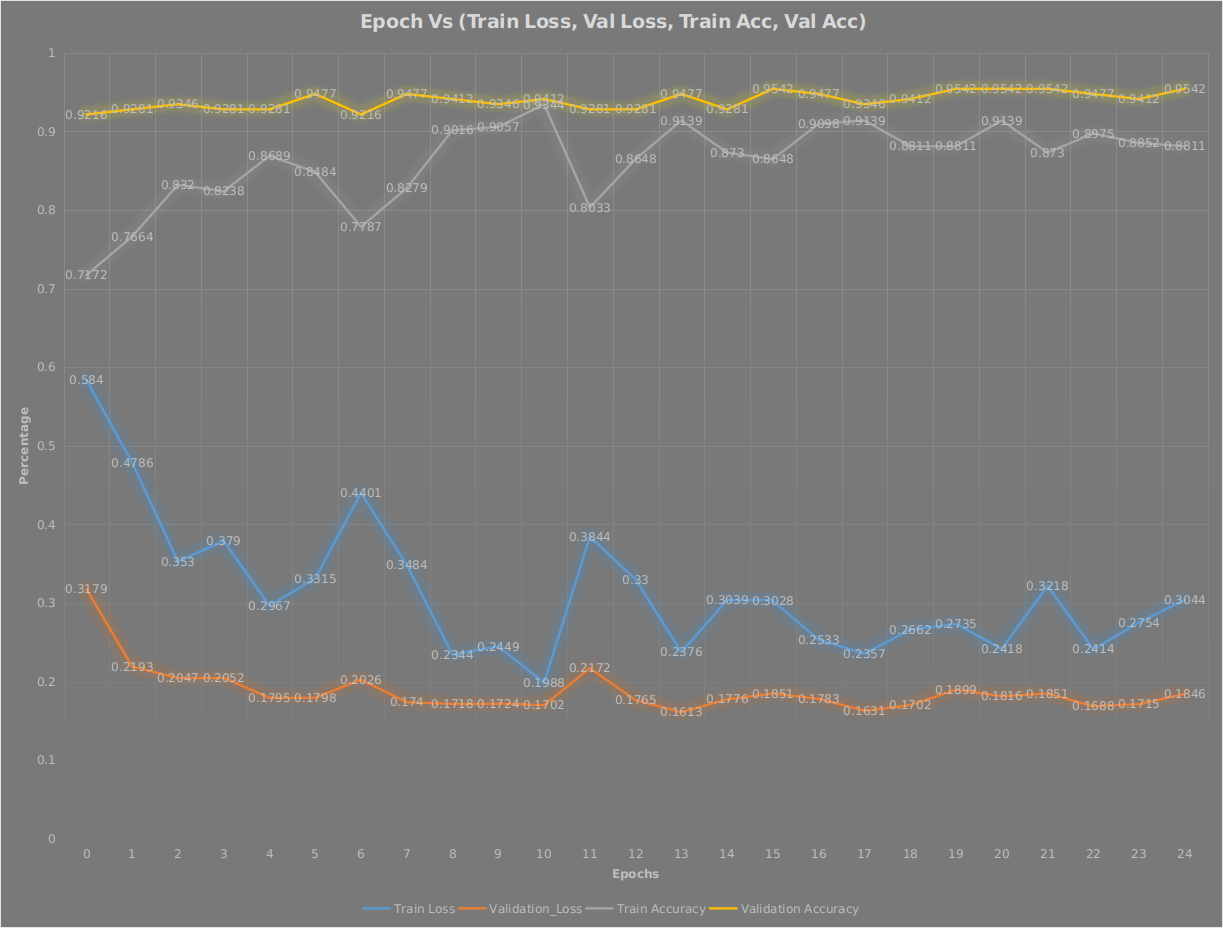 Epoch Vs (Train Loss, Val Loss, Train Acc, Val Acc)
1
0.9
0.8
0.7
0.6
0.5
0.4
0.3
0.2
0.1
0
Percentage
0.9216 0.9281 0.9346 0.9281 0.9281 0.9477 0.9216 0.9477 0.9412 0.9346 0.9412 0.9281 0.9281 0.9477 0.9281 0.9542 0.9477 0.9346 0.9412 0.9542 0.9542 0.9542 0.9477 0.9412 0.9542
0.7172 0.7664 0.832 0.8238 0.8689 0.8484 0.7787 0.8279 0.9016 0.9057 0.9344 0.8033 0.8648 0.9139 0.873 0.8648 0.9098 0.9139 0.8811 0.8811 0.9139 0.873 0.8975 0.8852 0.8811
0.584 0.4786 0.353 0.379 0.2967 0.3315 0.4401 0.3484 0.2344 0.2449 0.1988 0.3844 0.33 0.2376 0.3039 0.3028 0.2533 0.2357 0.2662 0.2735 0.2418 0.3218 0.2414 0.2754 0.3044
0.3179 0.2193 0.2047 0.2052 0.1795 0.1798 0.2026 0.174 0.1718 0.1724 0.1702 0.2172 0.1765 0.1613 0.1776 0.1851 0.1783 0.1631 0.1702 0.1899 0.1816 0.1851 0.1688 0.1715 0.1846
0 1 2 3 4 5 6 7 8 9 10 11 12 13 14 15 16 17 18 19 20 21 22 23 24
Epochs
Train Loss Validation_Loss Train Accuracy Validation Accuracy